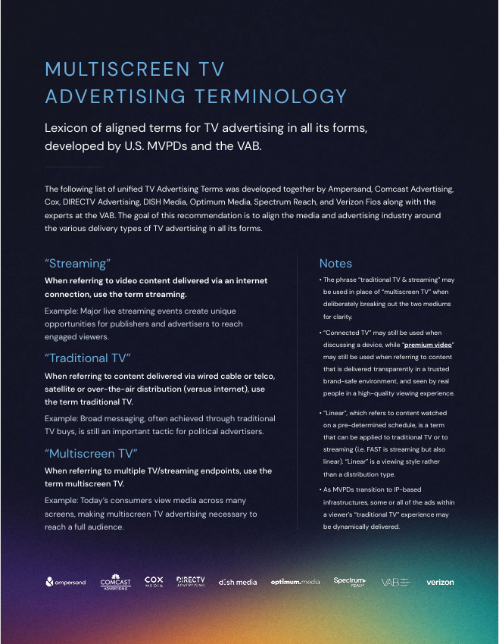 MULTISCREEN TV
ADVERTISING TERMINOLOGY
Lexicon of aligned terms for TV advertising in all its forms,
developed by U.S. MVPDs and the VAB.
The following list of unified TV Advertising Terms was developed together by Ampersand, Comcast Advertising,
Cox, DIRECTV Advertising, DISH Media, Optimum Media, Spectrum Reach, and Verizon Fios along with the
experts at the VAB. The goal of this recommendation is to align the media and advertising industry around
the various delivery types of TV advertising in all its forms.
“Streaming”
When referring to video content delivered via an internet
connection, use the term streaming.
Example: Major live streaming events create unique
opportunities for publishers and advertisers to reach
engaged viewers.
“Traditional TV”
When referring to content delivered via wired cable or telco,
satellite or over-the-air distribution (versus internet), use
the term traditional TV.
Example: Broad messaging, often achieved through traditional
TV buys, is still an important tactic for political advertisers.
“Multiscreen TV”
When referring to multiple TV/streaming endpoints, use the
term multiscreen TV.
Example: Today’s consumers view media across many
screens, making multiscreen TV advertising necessary to
reach a full audience.
Notes
• The phrase “traditional TV & streaming” may
be used in place of “multiscreen TV” when
deliberately breaking out the two mediums
for clarity.
• “Connected TV” may still be used when
discussing a device, while “premium video”
may still be used when referring to content
that is delivered transparently in a trusted
brand-safe environment, and seen by real
people in a high-quality viewing experience.
• “Linear”, which refers to content watched
on a pre-determined schedule, is a term
that can be applied to traditional TV or to
streaming (i.e. FAST is streaming but also
linear). “Linear” is a viewing style rather
than a distribution type.
• As MVPDs transition to IP-based
infrastructures, some or all of the ads within
a viewer’s “traditional TV” experience may
be dynamically delivered.
ampersand
COMCAST
ADVERTISING
COX
MEDIA
DIRECTV
ADVERTISING
dish media
optimum.media
Spectrum
REACH
VAB
verizon